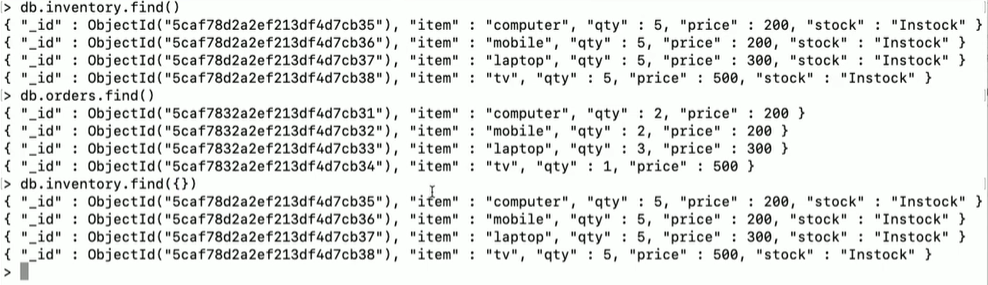 > db.inventory.find()
{ "_id" : ObjectId("5caf78d2a2ef213df4d7cb35"), "item" : "computer", "qty" : 5, "price" : 200, "stock" : "Instock" }
{ "_id" : ObjectId("5caf78d2a2ef213df4d7cb36"), "item" : "mobile", "qty" : 5, "price" : 200, "stock" : "Instock" }
{ "_id" : ObjectId("5caf78d2a2ef213df4d7cb37"), "item" : "laptop", "qty" : 5, "price" : 300, "stock" : "Instock" }
{ "_id" : ObjectId("5caf78d2a2ef213df4d7cb38"), "item" : "tv", "qty" : 5, "price" : 500, "stock" : "Instock" }
> db.orders.find()
{ "_id" : ObjectId("5caf7832a2ef213df4d7cb31"), "item" : "computer", "qty" : 2, "price" : 200 }
{ "_id" : ObjectId("5caf7832a2ef213df4d7cb32"), "item" : "mobile", "qty" : 2, "price" : 200 }
{ "_id" : ObjectId("5caf7832a2ef213df4d7cb33"), "item" : "laptop", "qty" : 3, "price" : 300 }
{ "_id" : ObjectId("5caf7832a2ef213df4d7cb34"), "item" : "tv", "qty" : 1, "price" : 500 }
> db.inventory.find({})
{ "_id" : ObjectId("5caf78d2a2ef213df4d7cb35"), "item" : "computer", "qty" : 5, "price" : 200, "stock" : "Instock" }
{ "_id" : ObjectId("5caf78d2a2ef213df4d7cb36"), "item" : "mobile", "qty" : 5, "price" : 200, "stock" : "Instock" }
{ "_id" : ObjectId("5caf78d2a2ef213df4d7cb37"), "item" : "laptop", "qty" : 5, "price" : 300, "stock" : "Instock" }
{ "_id" : ObjectId("5caf78d2a2ef213df4d7cb38"), "item" : "tv", "qty" : 5, "price" : 500, "stock" : "Instock" }
>